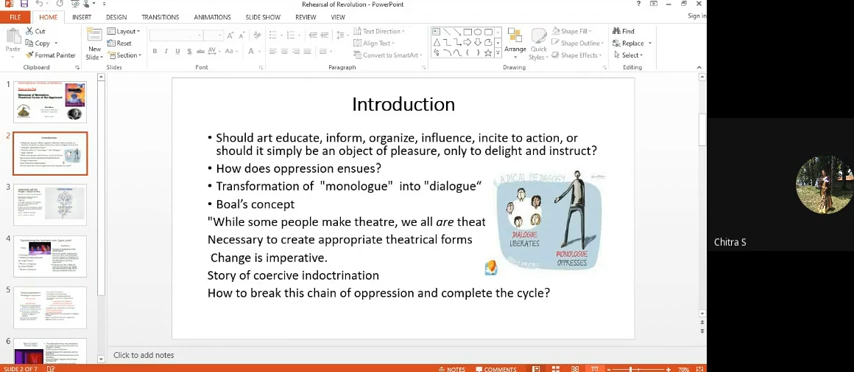 Rehearsal of Revolution - PowerPoint
Sign in
FILE HOME INSERT DESIGN TRANSITIONS ANIMATIONS SLIDE SHOW REVIEW VIEW
Cut
Copy
Format Painter
Paste
Clipboard
New Slide
Layout
Reset
Section
Slides
Font
Paragraph
Text Direction
Align Text
Convert to SmartArt
Arrange
Quick Styles
Shape Fill
Shape Outline
Shape Effects
Drawing
Find
Replace
Select
Editing
1
2
3
4
5
6
Introduction
• Should art educate, inform, organize, influence, incite to action, or
should it simply be an object of pleasure, only to delight and instruct?
• How does oppression ensues?
• Transformation of "monologue" into "dialogue“
• Boal's concept
"While some people make theatre, we all are theat
Necessary to create appropriate theatrical forms
Change is imperative.
Story of coercive indoctrination
How to break this chain of oppression and complete the cycle?
DIALOGUE
LIBERATES
MONOLOGUE
OPPRESSES
Chitra S
Click to add notes
SLIDE 2 OF 7
NOTES
COMMENTS
78%